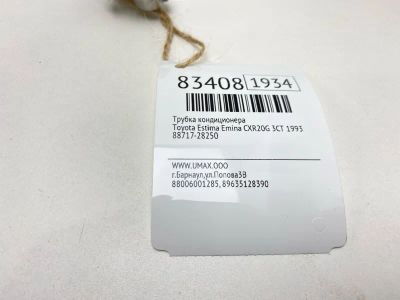 83408 1934
Трубка кондиционера
Toyota Estima Emina CXR20G 3CT 1993
88717-28250
WWW.UMAX.OOO
г.Барнаул,ул.Попова3В
88006001285,89635128390